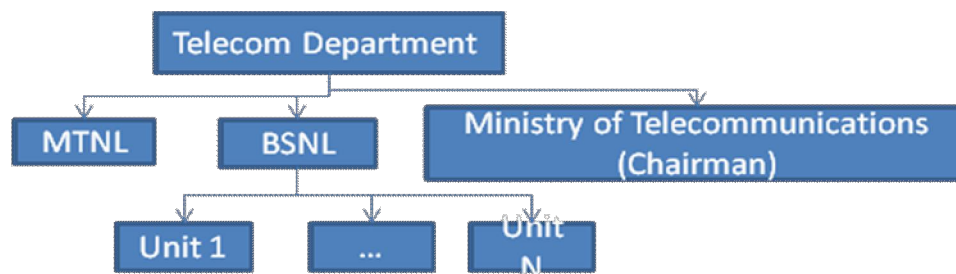 Telecom Department
MTNL
BSNL
Ministry of Telecommunications
(Chairman)
Unit 1
...
Unit
N